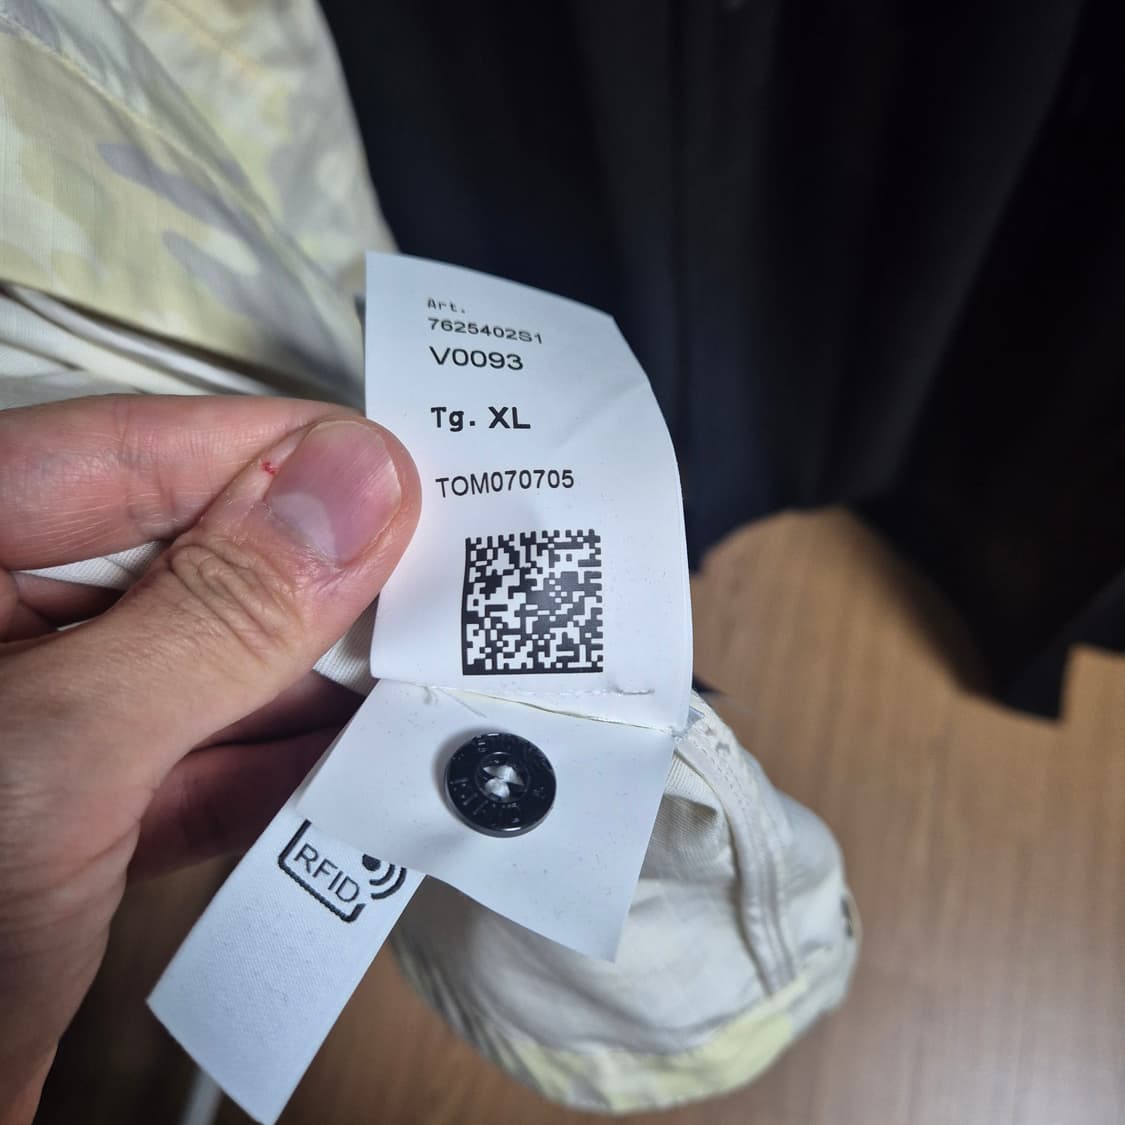 Art.
7625402S1
V0093
Tg. XL
TOM070705
RFID